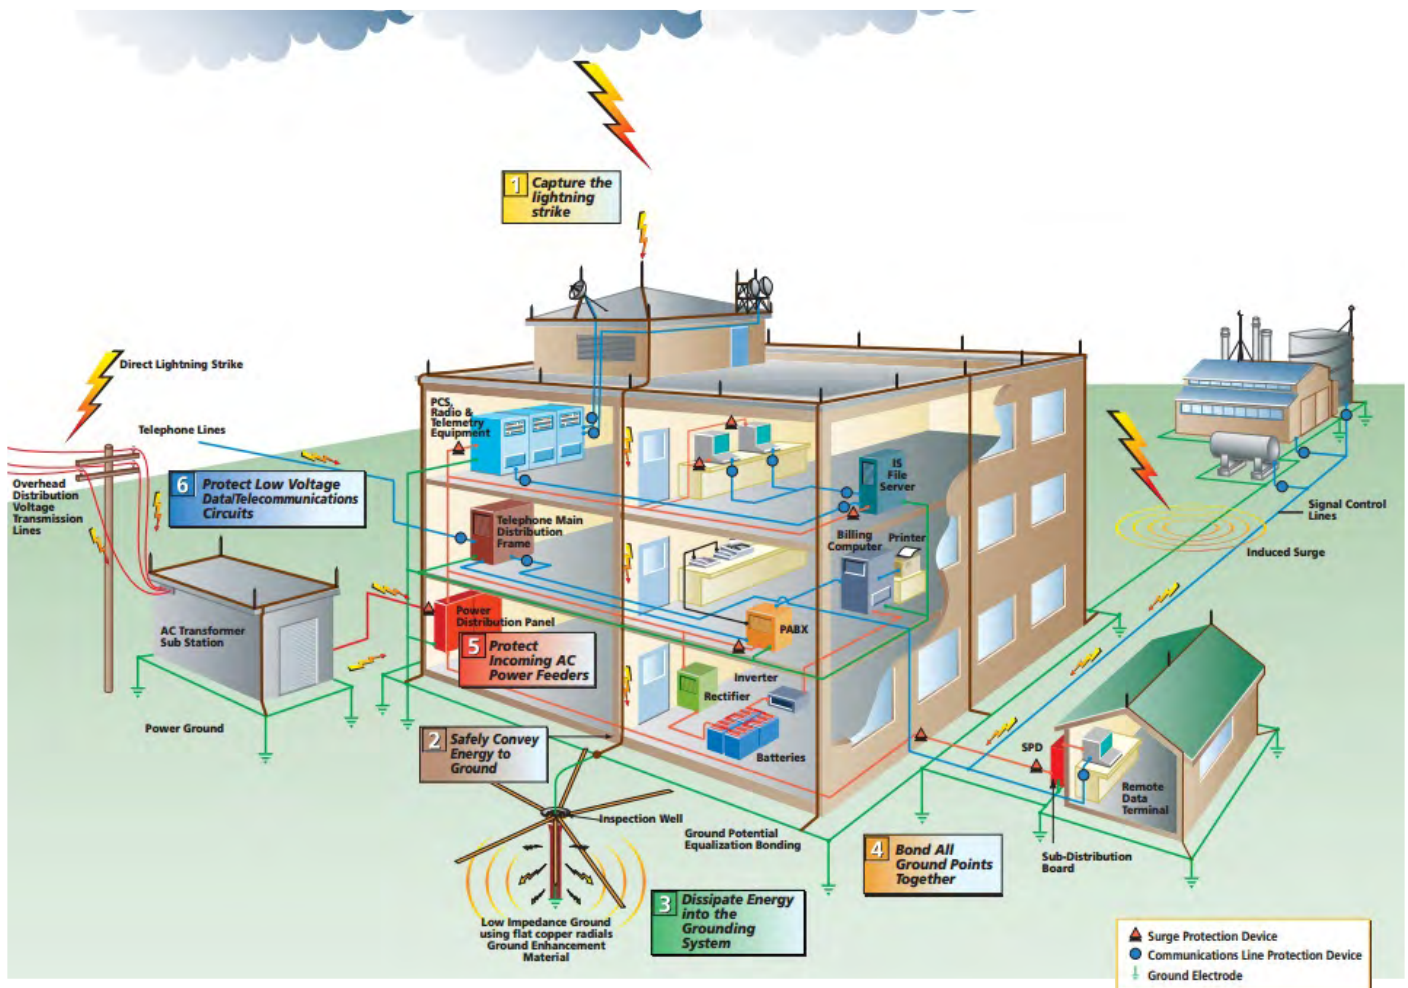 1 Capture the
lightning
strike
Direct Lightning Strike
Telephone Lines
Overhead
Distribution
Voltage
Transmission
Lines
6 Protect Low Voltage
Data/Telecommunications
Circuits
PCS,
Radio &
Telemetry
Equipment
IS
File
Server
Telephone Main
Distribution
Frame
Billing
Computer
Printer
Signal Control
Lines
Induced Surge
AC Transformer
Sub Station
Power
Distribution Panel
PABX
5 Protect
Incoming AC
Power Feeders
Inverter
Rectifier
Batteries
Power Ground
2 Safely Convey
Energy to
Ground
SPD
Remote
Data
Terminal
Inspection Well
Ground Potential
Equalization Bonding
4 Bond All
Ground Points
Together
Sub-Distribution
Board
3 Dissipate Energy
into the
Grounding
System
Low Impedance Ground
using flat copper radials
Ground Enhancement
Material
Surge Protection Device
Communications Line Protection Device
Ground Electrode